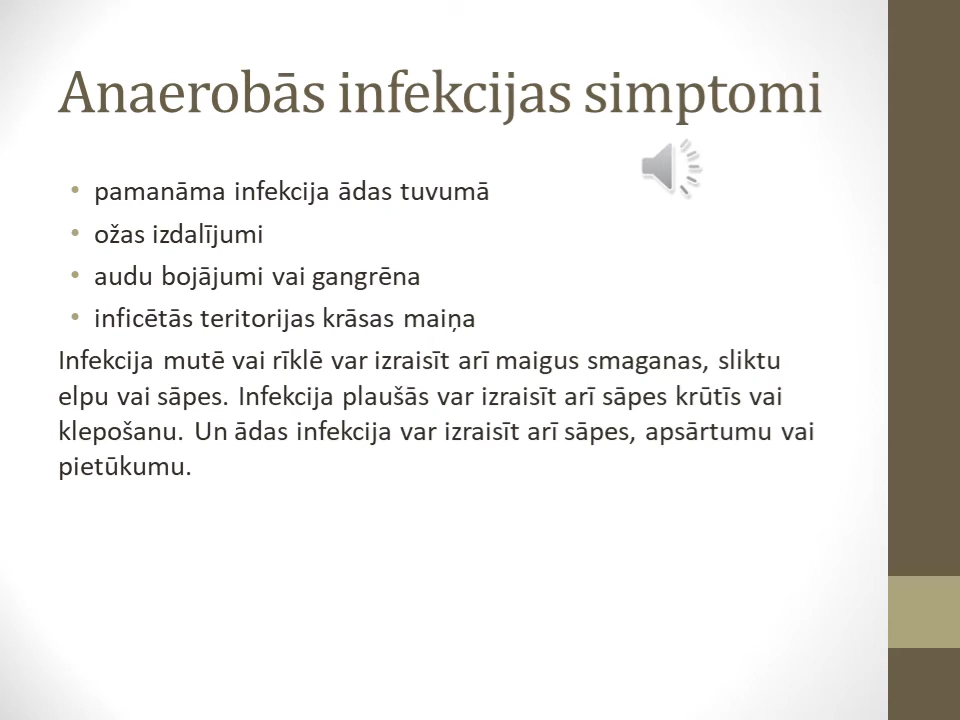 Anaerobās infekcijas simptomi
• pamanāma infekcija ādas tuvumā
• ožas izdalījumi
• audu bojājumi vai gangrēna
• inficētās teritorijas krāsas maiņa
Infekcija mutē vai rīklē var izraisīt arī maigus smaganas, sliktu
elpu vai sāpes. Infekcija plaušās var izraisīt arī sāpes krūtīs vai
klepošanu. Un ādas infekcija var izraisīt arī sāpes, apsārtumu vai
pietūkumu.